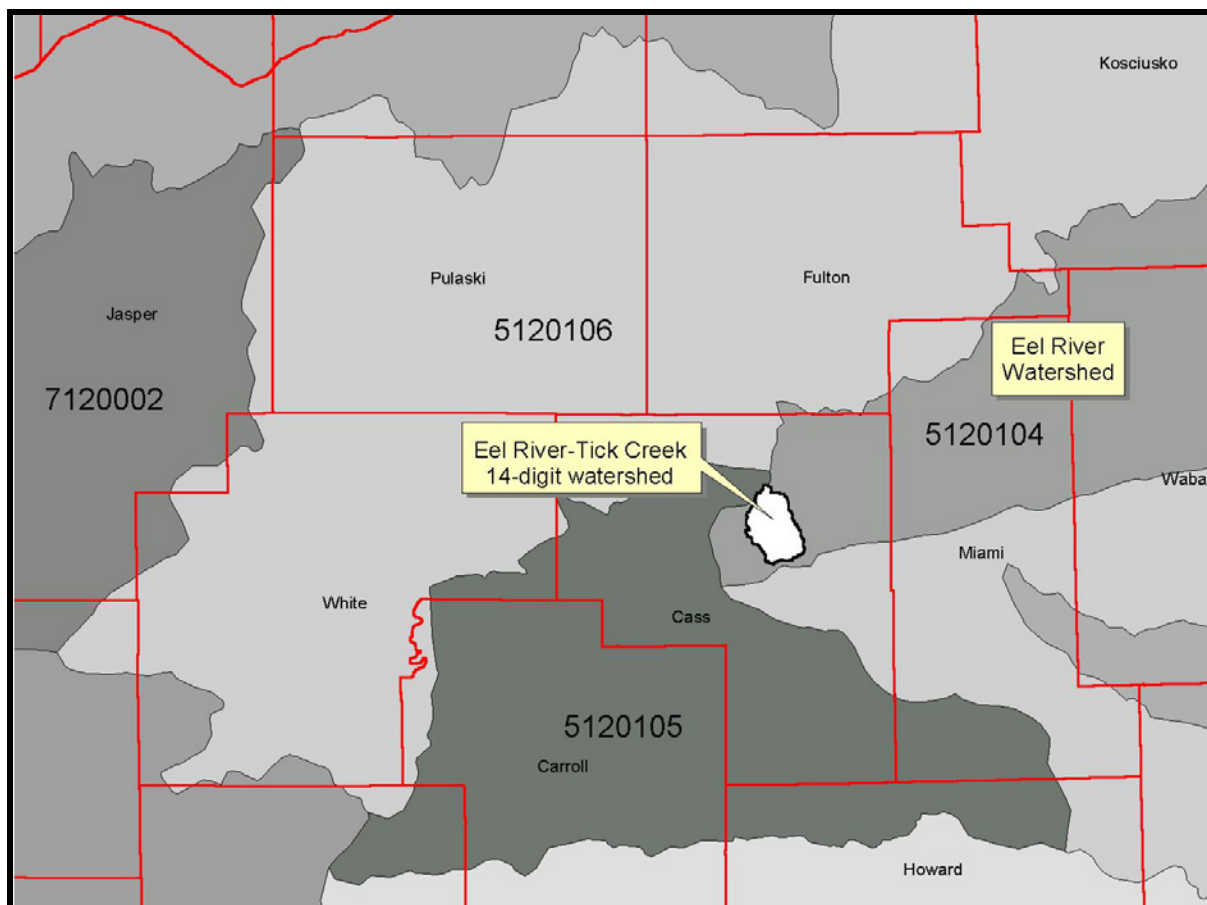 Kosciusko
Pulaski
Fulton
Jasper
5120106
Eel River
Watershed
7120002
5120104
Eel River-Tick Creek
14-digit watershed
Waba
Miami
White
Cass
5120105
Carroll
Howard